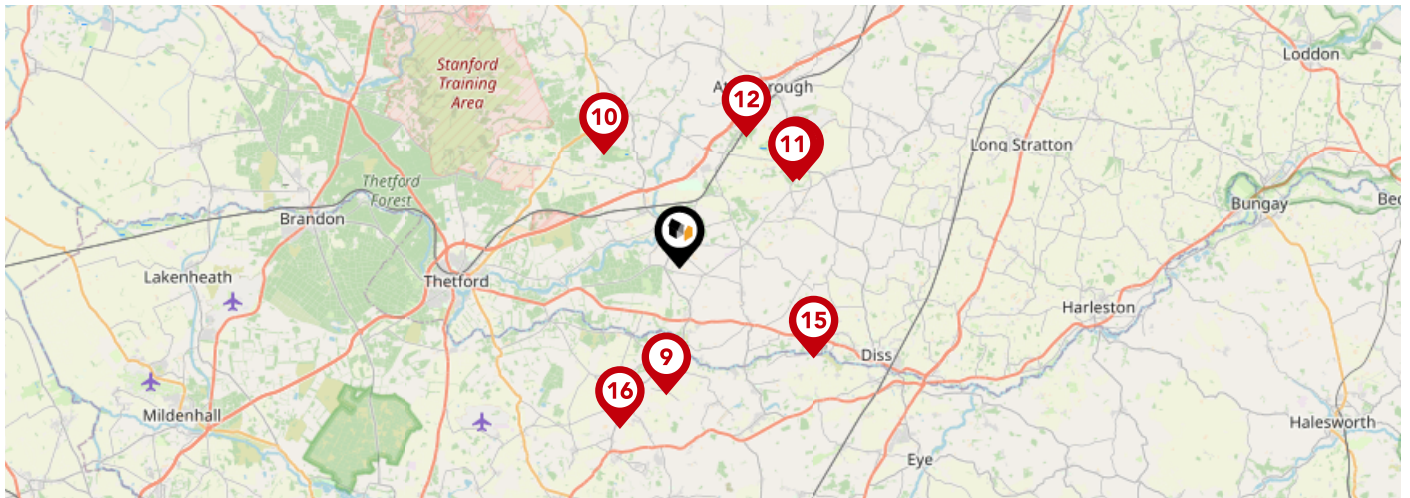 Loddon
Stanford
Training
Area
10
12
11
Long Stratton
Thetford
Forest
Brandon
Bungay
Lakenheath
Thetford
Harleston
15
Diss
9
16
Mildenhall
Halesworth
Eye